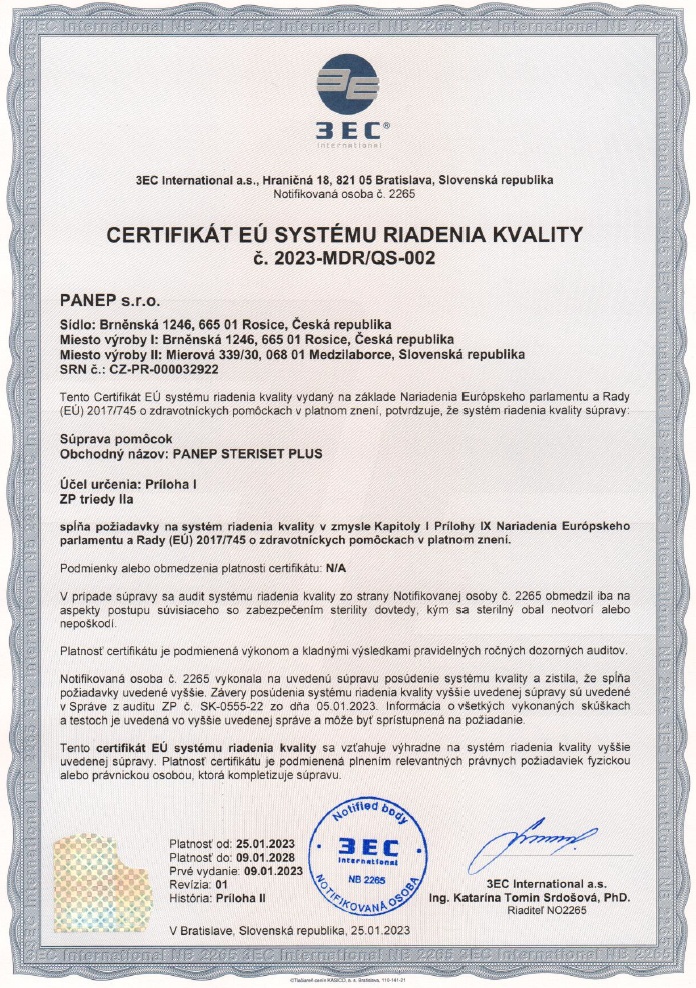 3EC®
international
3EC International a.s., Hraničná 18, 821 05 Bratislava, Slovenská republika
Notifikovaná osoba č. 2265
CERTIFIKÁT EÚ SYSTÉMU RIADENIA KVALITY
č. 2023-MDR/QS-002
PANEP s.r.o.
Sídlo: Brněnská 1246, 665 01 Rosice, Česká republika
Miesto výroby I: Brněnská 1246, 665 01 Rosice, Česká republika
Miesto výroby II: Mierová 339/30, 068 01 Medzilaborce, Slovenská republika
SRN č.: CZ-PR-000032922
Tento Certifikát EÚ systému riadenia kvality vydaný na základe Nariadenia Európskeho parlamentu a Rady
(EÚ) 2017/745 o zdravotníckych pomôckach v platnom znení, potvrdzuje, že systém riadenia kvality súpravy:
Súprava pomôcok
Obchodný názov: PANEP STERISET PLUS
Účel určenia: Príloha I
ZP triedy IIa
spĺňa požiadavky na systém riadenia kvality v zmysle Kapitoly I Prílohy IX Nariadenia Európskeho
parlamentu a Rady (EÚ) 2017/745 o zdravotníckych pomôckach v platnom znení.
Podmienky alebo obmedzenia platnosti certifikátu: N/A
V prípade súpravy sa audit systému riadenia kvality zo strany Notifikovanej osoby č. 2265 obmedzil iba na
aspekty postupu súvisiaceho so zabezpečením sterility dovtedy, kým sa sterilný obal neotvorí alebo
nepoškodí.
Platnosť certifikátu je podmienená výkonom a kladnými výsledkami pravidelných ročných dozorných auditov.
Notifikovaná osoba č. 2265 vykonala na uvedenú súpravu posúdenie systému kvality a zistila, že spĺňa
požiadavky uvedené vyššie. Závery posúdenia systému riadenia kvality vyššie uvedenej súpravy sú uvedené
v Správe z auditu ZP č. SK-0555-22 zo dňa 05.01.2023. Informácia o všetkých vykonaných skúškach
a testoch je uvedená vo vyššie uvedenej správe a môže byť sprístupnená na požiadanie.
Tento certifikát EÚ systému riadenia kvality sa vzťahuje výhradne na systém riadenia kvality vyššie
uvedenej súpravy. Platnosť certifikátu je podmienená plnením relevantných právnych požiadaviek fyzickou
alebo právnickou osobou, ktorá kompletizuje súpravu.
Platnosť od: 25.01.2023
Platnosť do: 09.01.2028
Prvé vydanie: 09.01.2023
Revízia: 01
História: Príloha II
Notified body
3EC
International
NB 2265
NOTIFIKOVANÁ OSOBA
3EC International a.s.
Ing. Katarína Tomin Srdošová, PhD.
Riaditeľ NO2265
V Bratislave, Slovenská republika, 25.01.2023